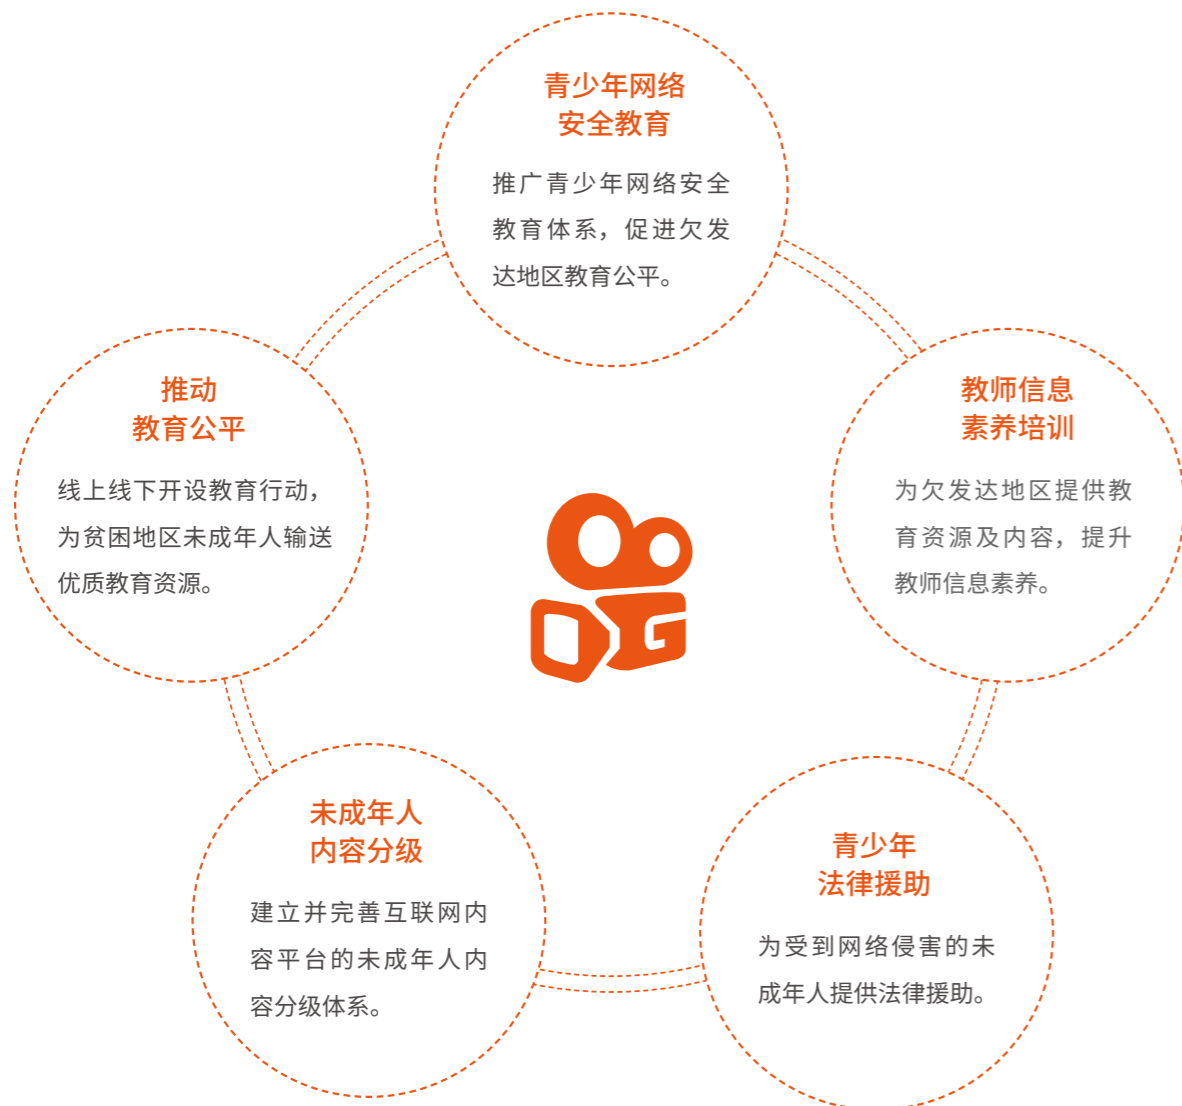 青少年网络
安全教育
推广青少年网络安全
教育体系，促进欠发
达地区教育公平。
推动
教育公平
线上线下开设教育行动，
为贫困地区未成年人输送
优质教育资源。
教师信息
素养培训
为欠发达地区提供教
育资源及内容，提升
教师信息素养。
未成年人
内容分级
建立并完善互联网内
容平台的未成年人内
容分级体系。
青少年
法律援助
为受到网络侵害的未
成年人提供法律援助。